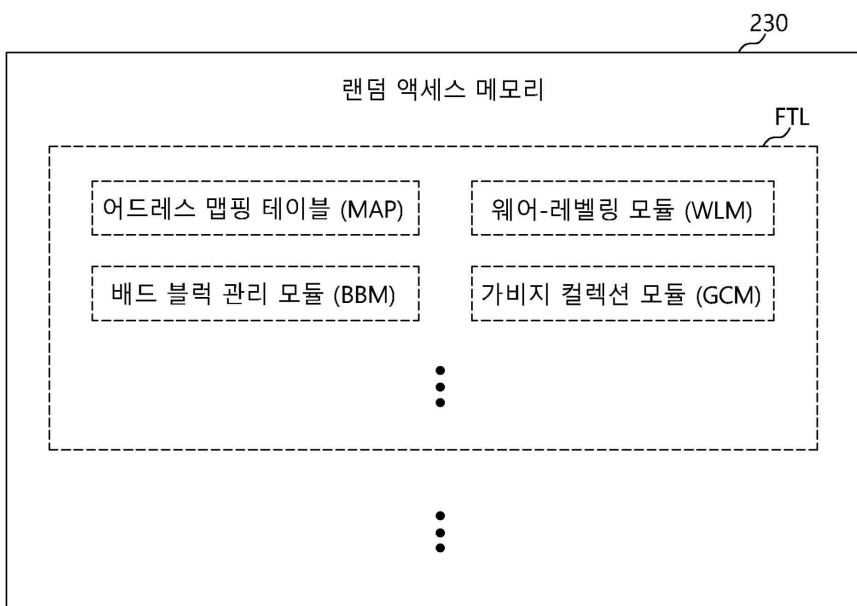 230
랜덤 액세스 메모리
FTL
어드레스 맵핑 테이블 (MAP)
웨어-레벨링 모듈 (WLM)
배드 블럭 관리 모듈 (BBM)
가비지 컬렉션 모듈 (GCM)